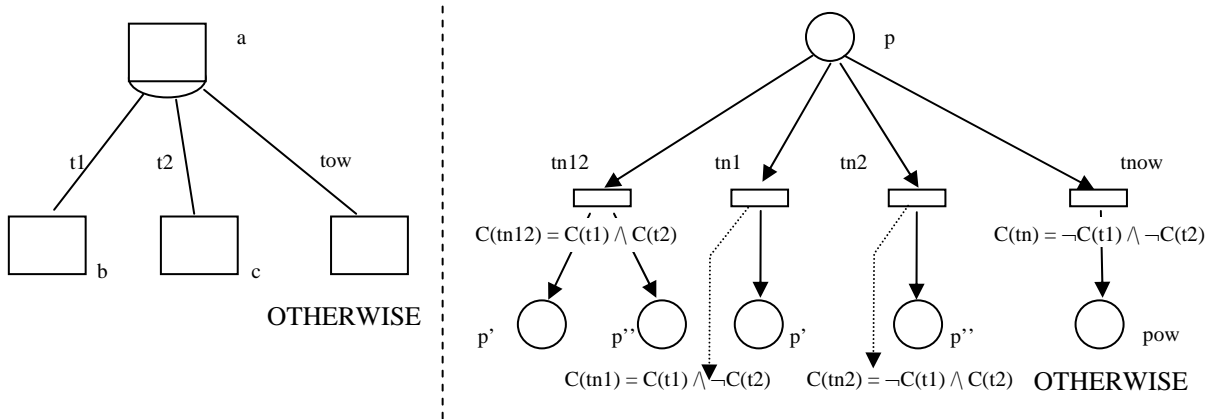 a
t1
t2
tow
b
c
OTHERWISE
p
tn12
tn1
tn2
tnow
C(tn12) = C(t1) /\ C(t2)
C(tn) = ¬C(t1) /\ ¬C(t2)
p'
p''
p'
p''
pow
C(tn1) = C(t1) /\ ¬C(t2)
C(tn2) = ¬C(t1) /\ C(t2)
OTHERWISE